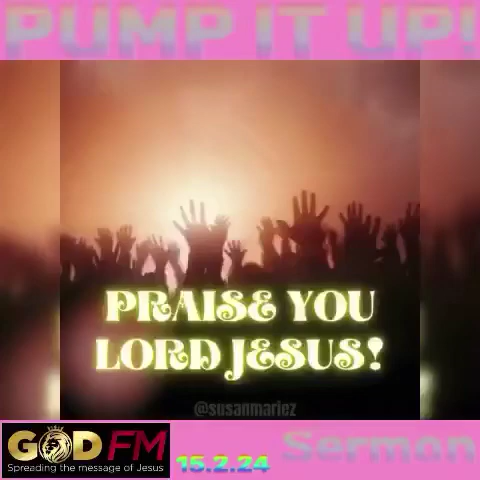 PUMP IT UP!
PRAISE YOU
LORD JESUS!
@susanmariez
GOD FM
Spreading the message of Jesus
15.2.24
Sermon